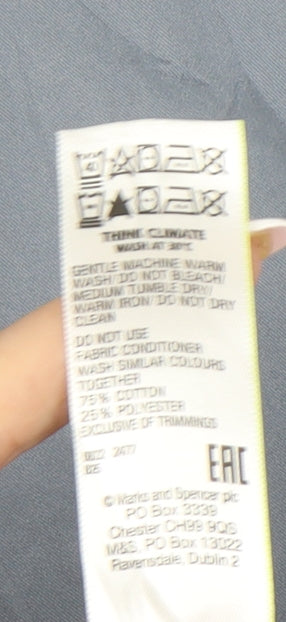 THINK CLIMATE
WASH AT 30°C
GENTLE MACHINE WARM
WASH/ DO NOT BLEACH/
MEDIUM TUMBLE DRY/
WARM IRON/ DO NOT DRY
CLEAN
DO NOT USE
FABRIC CONDITIONER
WASH SIMILAR COLOURS
TOGETHER
75% COTTON
25% POLYESTER
EXCLUSIVE OF TRIMMINGS
2477
EAC
© Marks and Spencer plc
PO Box 3339
Chester CH99 9QS
M&S, PO Box 13022
Ravensdale, Dublin 2